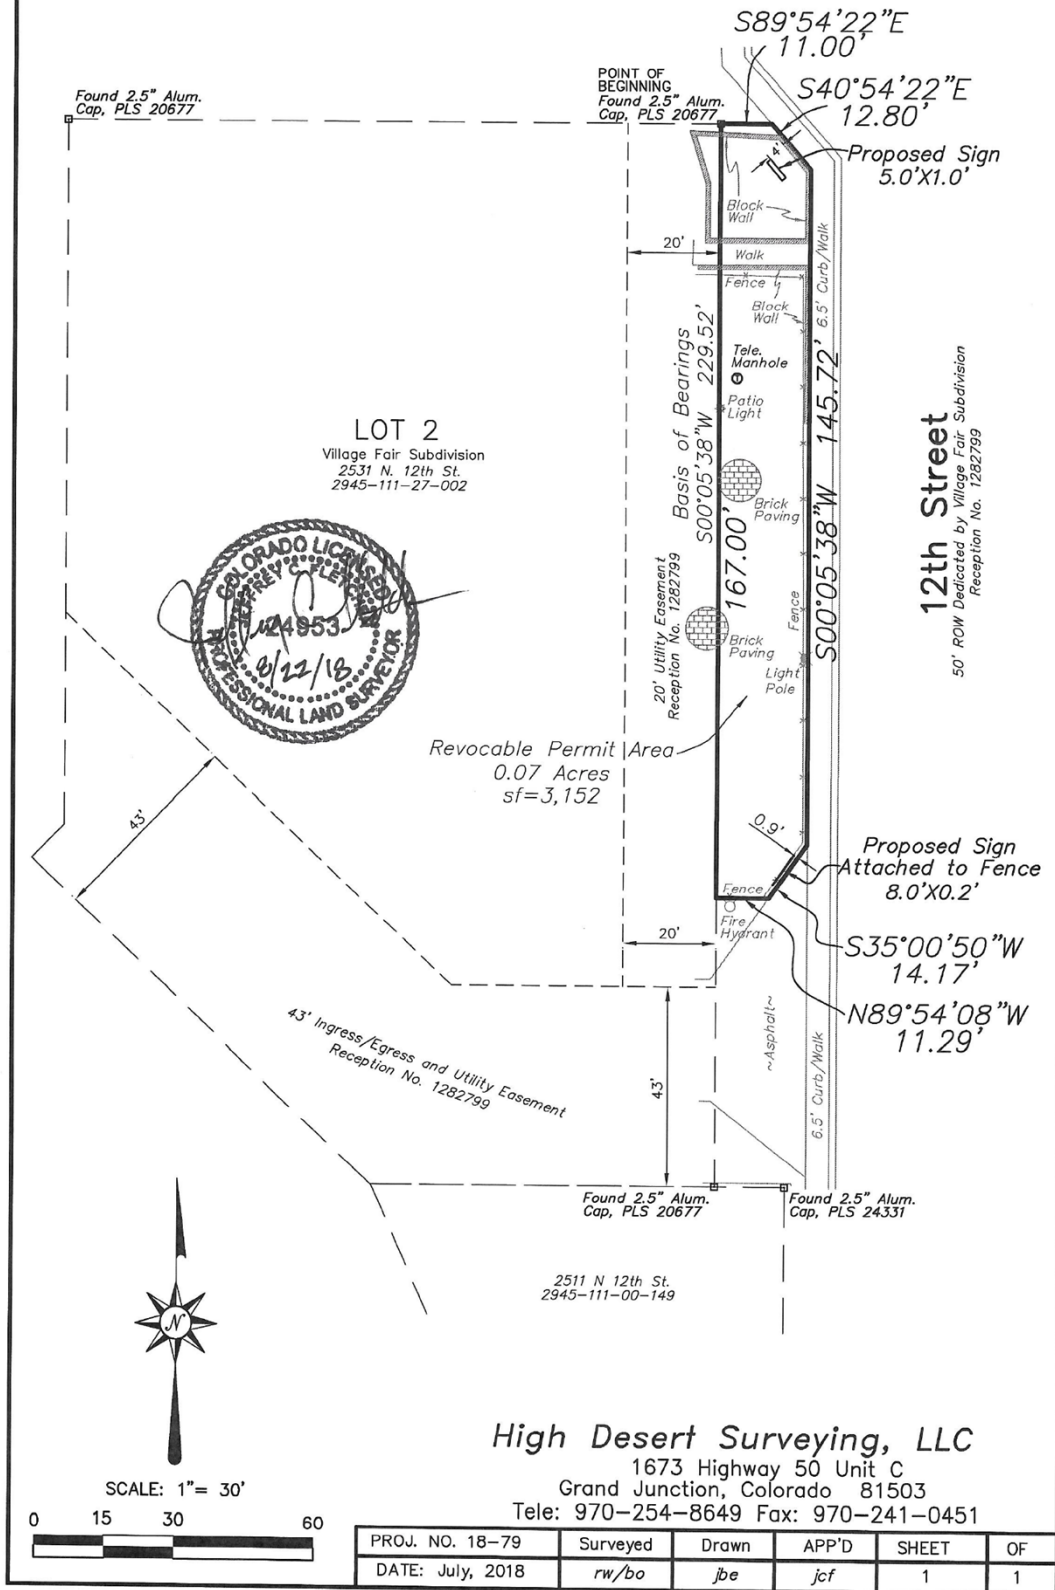 S89°54'22"E
11.00'
Found 2.5" Alum.
Cap, PLS 20677
POINT OF
BEGINNING
Found 2.5" Alum.
Cap, PLS 20677
S40°54'22"E
12.80'
4'
Proposed Sign
5.0'X1.0'
Block
Wall
20'
Walk
Fence
Block
Wall
6.5' Curb/Walk
Basis of Bearings
S00°05'38"W 229.52'
Tele.
Manhole
Patio
Light
S00°05'38"W 145.72'
LOT 2
Village Fair Subdivision
2531 N. 12th St.
2945-111-27-002
12th Street
50' ROW Dedicated by Village Fair Subdivision
Reception No. 1282799
167.00'
Brick
Paving
20' Utility Easement
Reception No. 1282799
Fence
Brick
Paving
Light
Pole
COLORADO LICENSED
24953
8/22/18
PROFESSIONAL LAND SURVEYOR
Revocable Permit Area
0.07 Acres
sf=3,152
43'
0.9'
Proposed Sign
Attached to Fence
8.0'X0.2'
Fence
Fire
Hydrant
20'
S35°00'50"W
14.17'
N89°54'08"W
11.29'
~Asphalt~
43' Ingress/Egress and Utility Easement
Reception No. 1282799
43'
6.5' Curb/Walk
Found 2.5" Alum.
Cap, PLS 20677
Found 2.5" Alum.
Cap, PLS 24331
2511 N 12th St.
2945-111-00-149
N
High Desert Surveying, LLC
1673 Highway 50 Unit C
Grand Junction, Colorado 81503
Tele: 970-254-8649 Fax: 970-241-0451
SCALE: 1"= 30'
0 15 30 60
PROJ. NO. 18-79 Surveyed Drawn APP'D SHEET OF
DATE: July, 2018 rw/bo jbe jcf 1 1